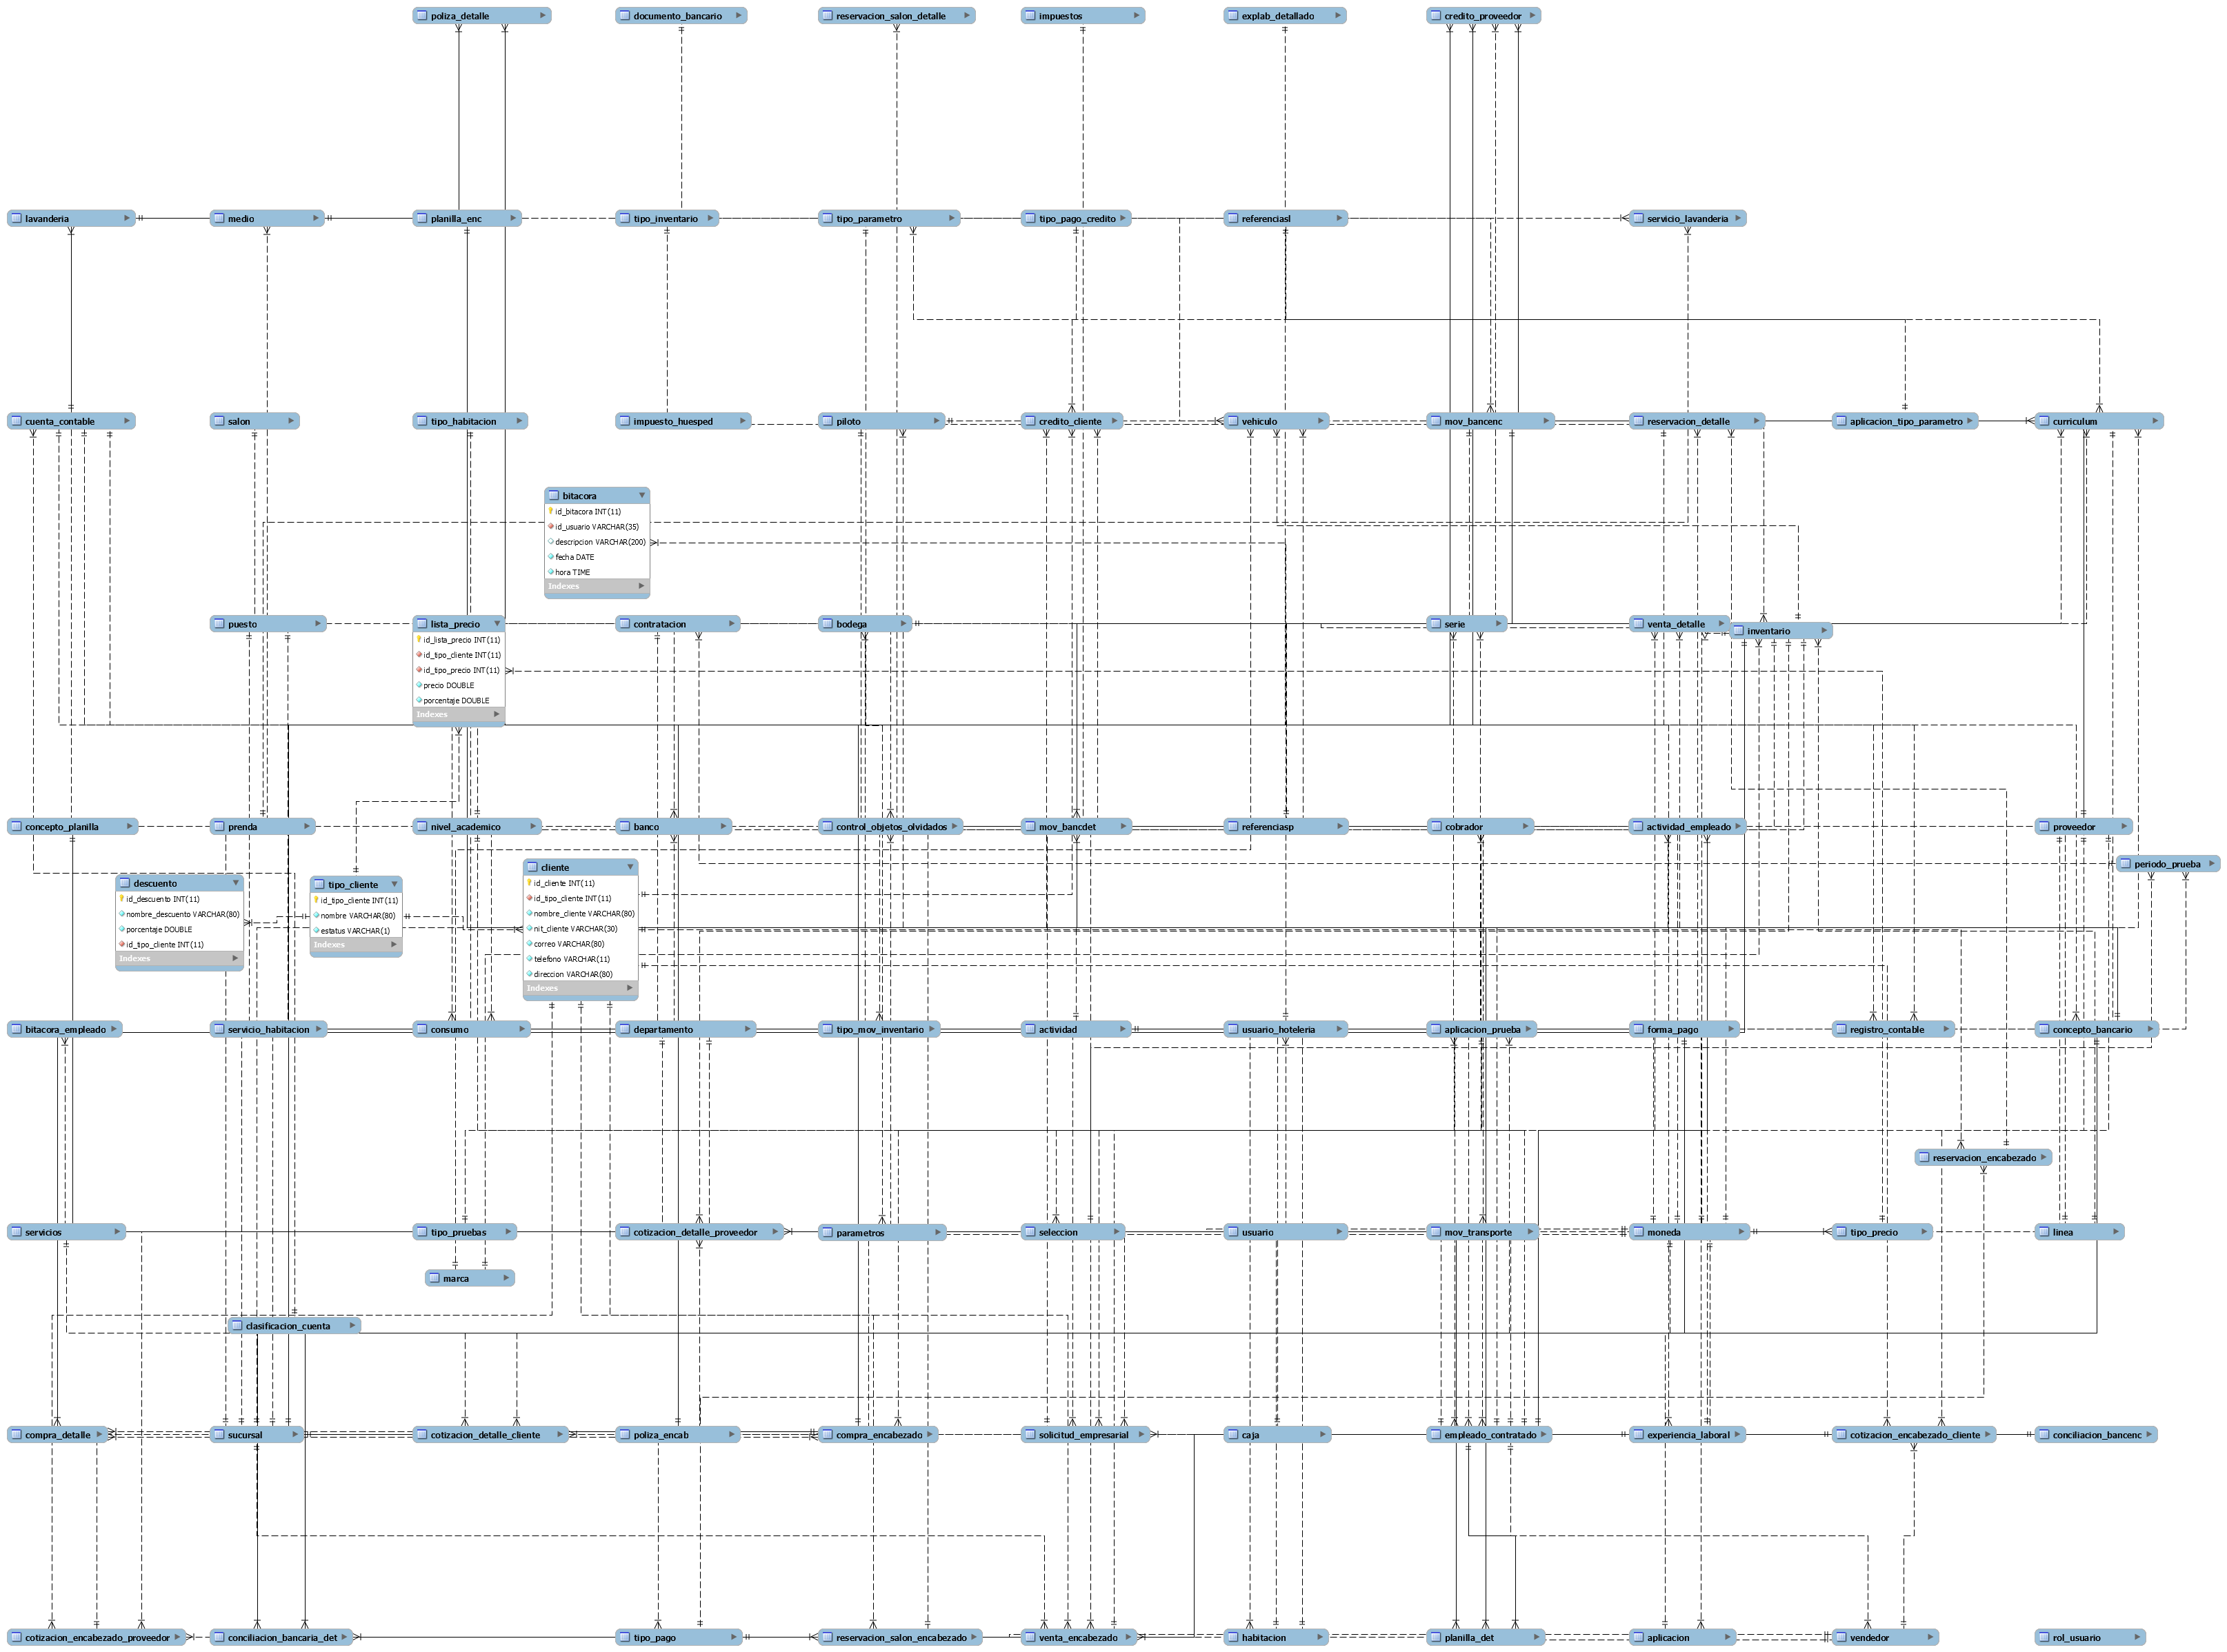 poliza_detalle
documento_bancario
reservacion_salon_detalle
impuestos
explab_detallado
credito_proveedor
lavanderia
medio
planilla_enc
tipo_inventario
tipo_parametro
tipo_pago_credito
referenciasl
servicio_lavanderia
cuenta_contable
salon
tipo_habitacion
impuesto_huesped
piloto
credito_cliente
vehiculo
mov_bancenc
reservacion_detalle
aplicacion_tipo_parametro
curriculum
bitacora
id_bitacora INT(11)
id_usuario VARCHAR(35)
descripcion VARCHAR(200)
fecha DATE
hora TIME
Indexes
puesto
lista_precio
id_lista_precio INT(11)
id_tipo_cliente INT(11)
id_tipo_precio INT(11)
precio DOUBLE
porcentaje DOUBLE
Indexes
contratacion
bodega
serie
venta_detalle
inventario
concepto_planilla
prenda
nivel_academico
banco
control_objetos_olvidados
mov_bancdet
referenciasp
cobrador
actividad_empleado
proveedor
periodo_prueba
descuento
id_descuento INT(11)
nombre_descuento VARCHAR(80)
porcentaje DOUBLE
id_tipo_cliente INT(11)
Indexes
tipo_cliente
id_tipo_cliente INT(11)
nombre VARCHAR(80)
estatus VARCHAR(1)
Indexes
cliente
id_cliente INT(11)
id_tipo_cliente INT(11)
nombre_cliente VARCHAR(80)
nit_cliente VARCHAR(30)
correo VARCHAR(80)
telefono VARCHAR(11)
direccion VARCHAR(80)
Indexes
bitacora_empleado
servicio_habitacion
consumo
departamento
tipo_mov_inventario
actividad
usuario_hoteleria
aplicacion_prueba
forma_pago
registro_contable
concepto_bancario
reservacion_encabezado
servicios
tipo_pruebas
cotizacion_detalle_proveedor
parametros
seleccion
usuario
mov_transporte
moneda
tipo_precio
linea
marca
clasificacion_cuenta
compra_detalle
sucursal
cotizacion_detalle_cliente
poliza_encab
compra_encabezado
solicitud_empresarial
caja
empleado_contratado
experiencia_laboral
cotizacion_encabezado_cliente
conciliacion_bancenc
cotizacion_encabezado_proveedor
conciliacion_bancaria_det
tipo_pago
reservacion_salon_encabezado
venta_encabezado
habitacion
planilla_det
aplicacion
vendedor
rol_usuario